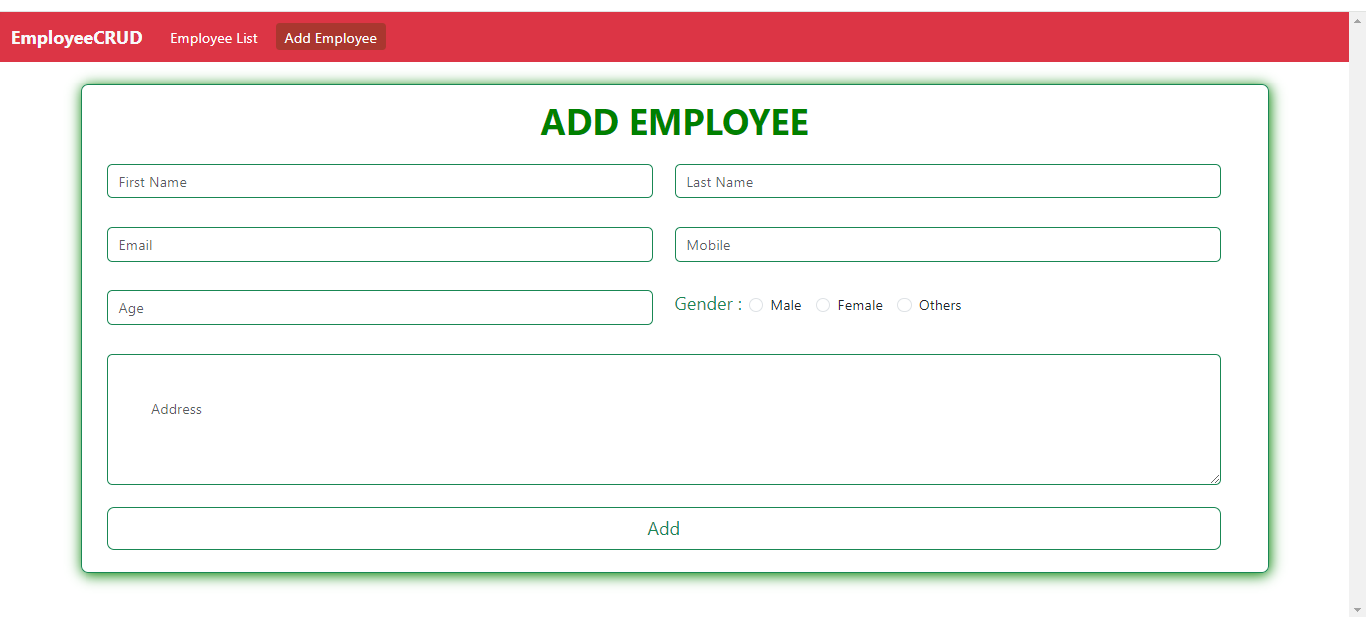 EmployeeCRUD Employee List Add Employee
ADD EMPLOYEE
First Name Last Name
Email Mobile
Age Gender : Male Female Others
Address
Add